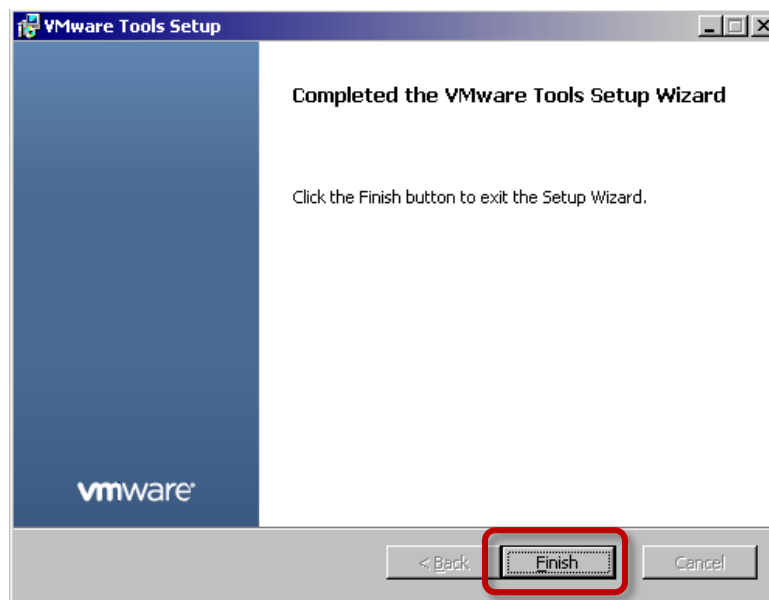 VMware Tools Setup
Completed the VMware Tools Setup Wizard
Click the Finish button to exit the Setup Wizard.
vmware®
< Back
Finish
Cancel